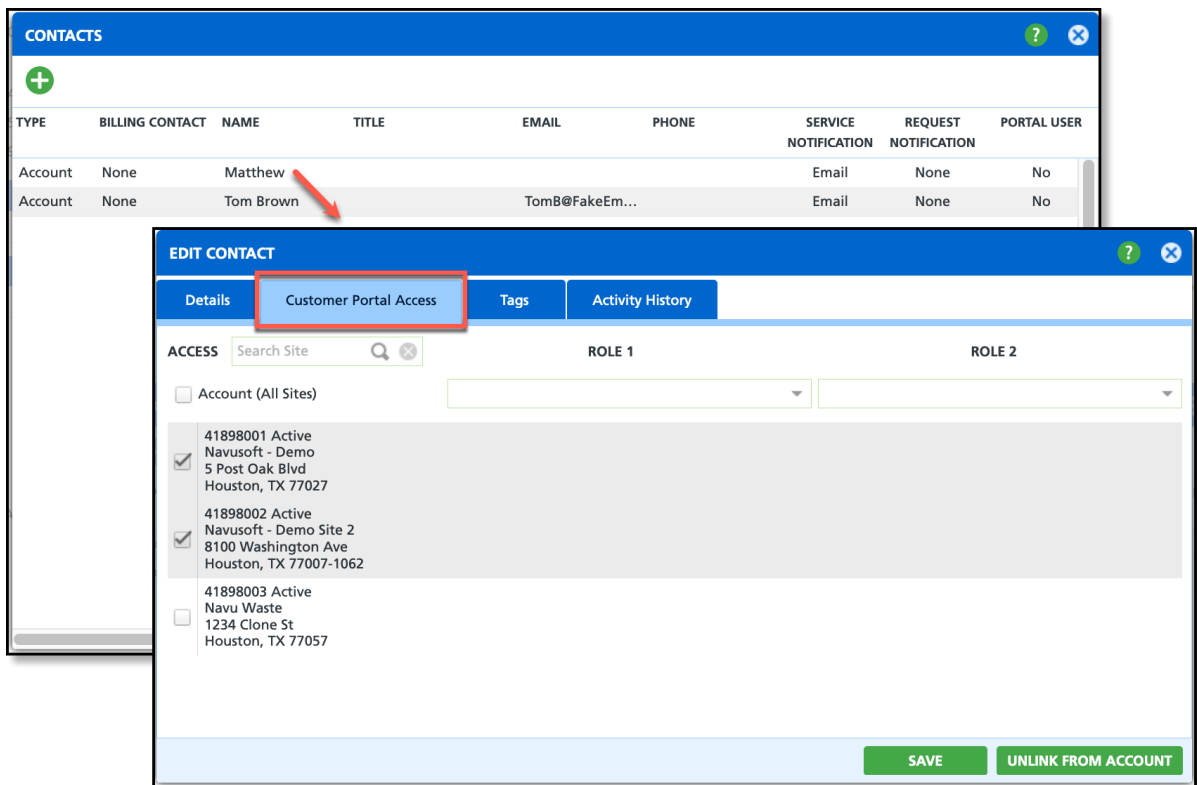 CONTACTS
?
TYPE BILLING CONTACT NAME TITLE EMAIL PHONE SERVICE NOTIFICATION REQUEST NOTIFICATION PORTAL USER
Account None Matthew Email None No
Account None Tom Brown TomB@FakeEm... Email None No
EDIT CONTACT
?
Details Customer Portal Access Tags Activity History
ACCESS Search Site ROLE 1 ROLE 2
Account (All Sites)
41898001 Active
Navusoft - Demo
5 Post Oak Blvd
Houston, TX 77027
41898002 Active
Navusoft - Demo Site 2
8100 Washington Ave
Houston, TX 77007-1062
41898003 Active
Navu Waste
1234 Clone St
Houston, TX 77057
SAVE UNLINK FROM ACCOUNT